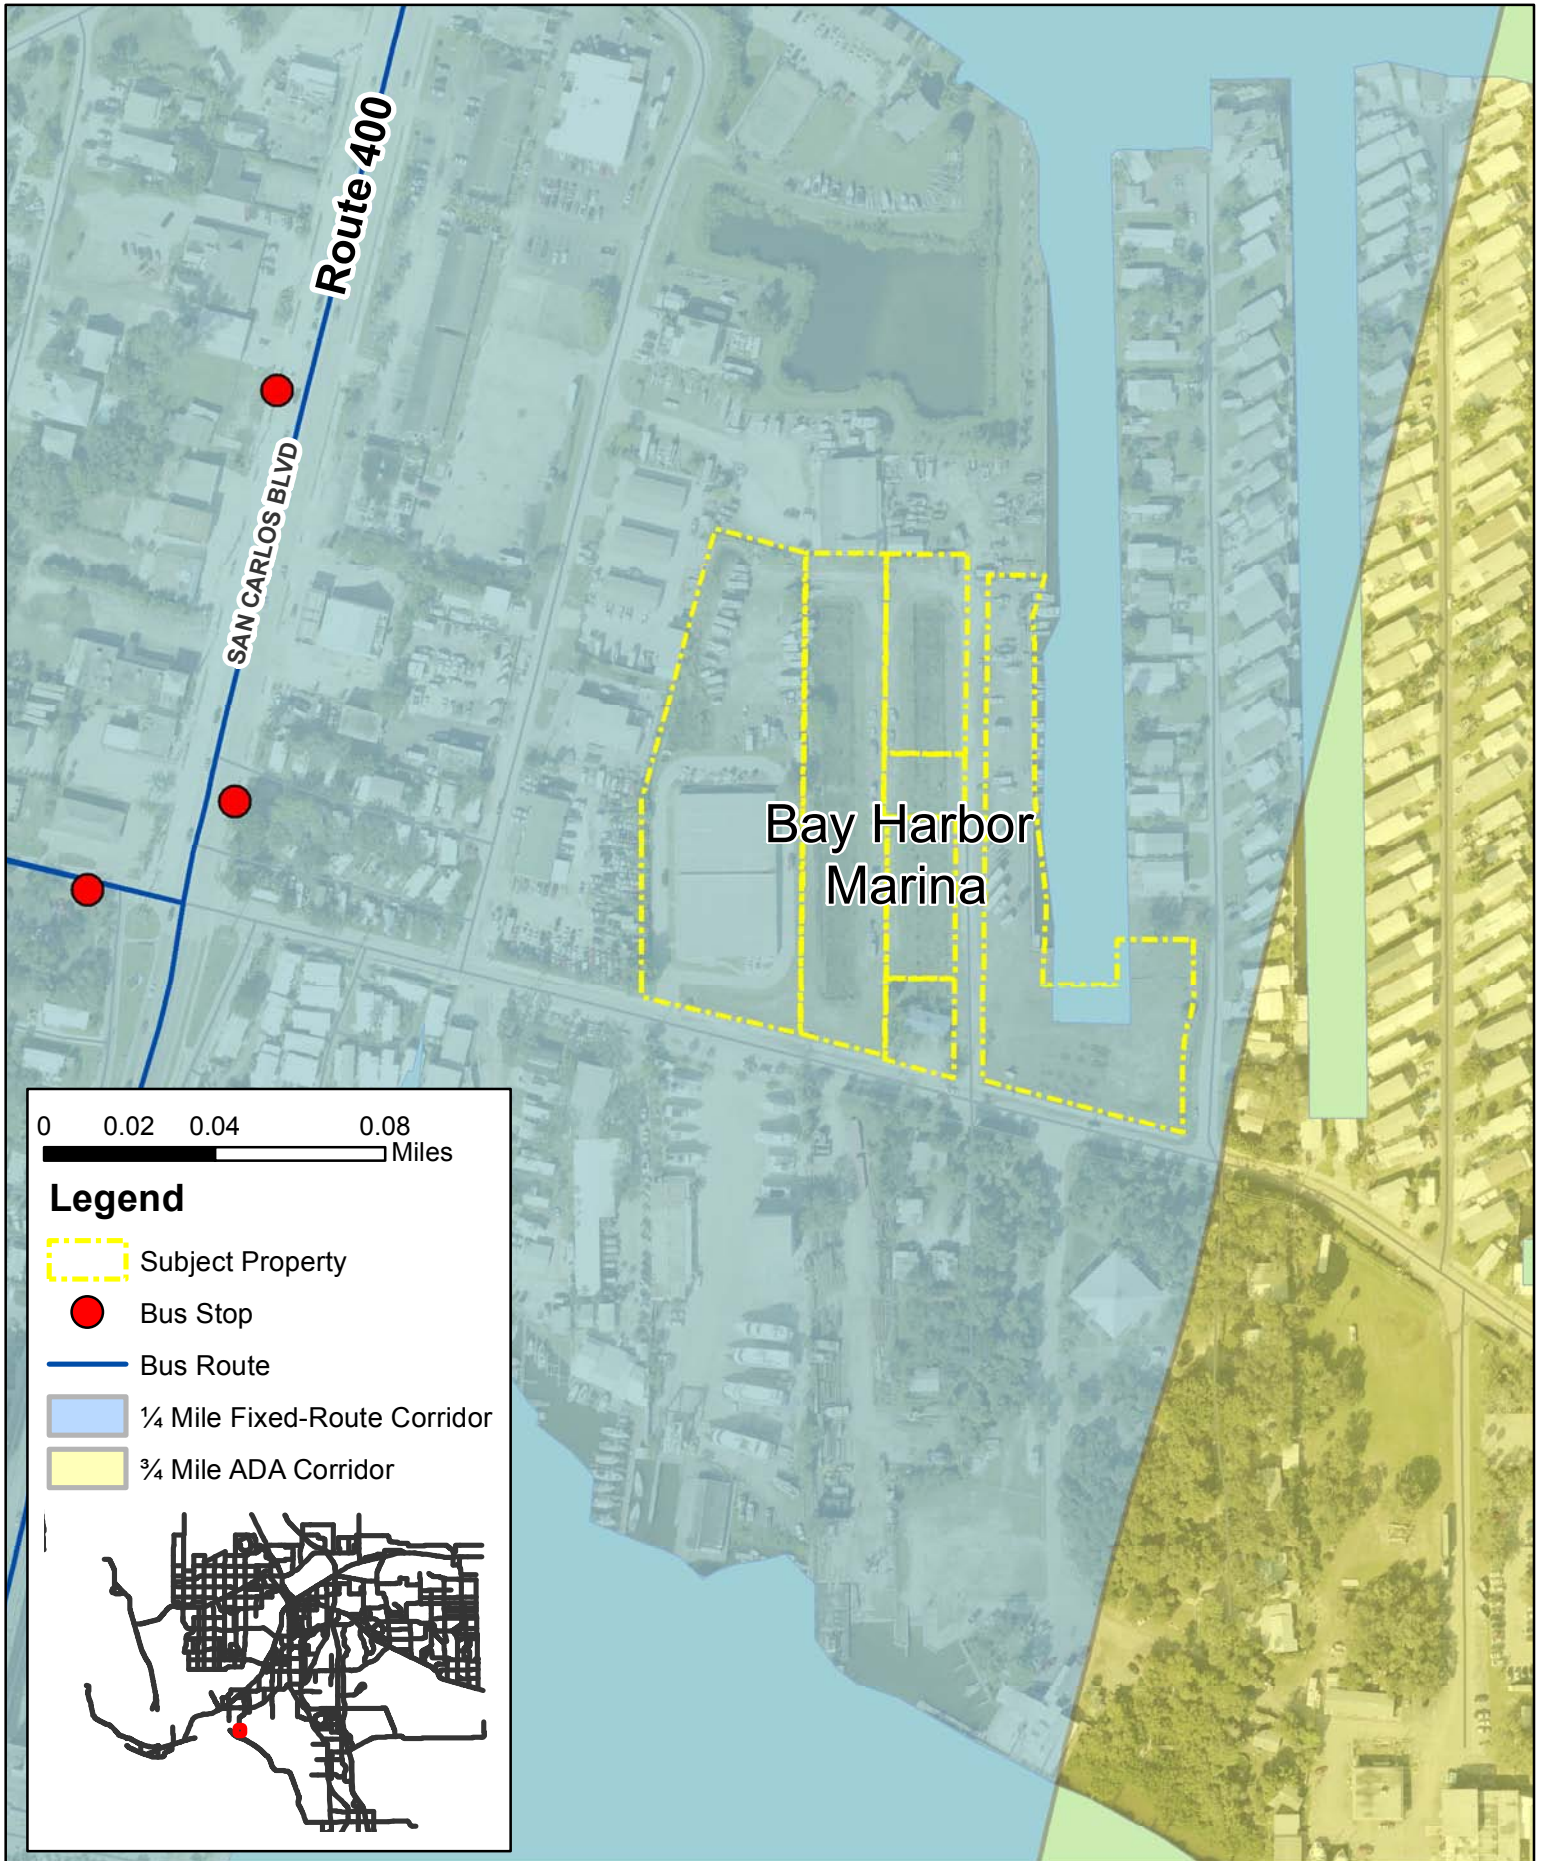 Route 400
SAN CARLOS BLVD
Bay Harbor
Marina
0 0.02 0.04 0.08
Miles
Legend
Subject Property
Bus Stop
Bus Route
¼ Mile Fixed-Route Corridor
¾ Mile ADA Corridor